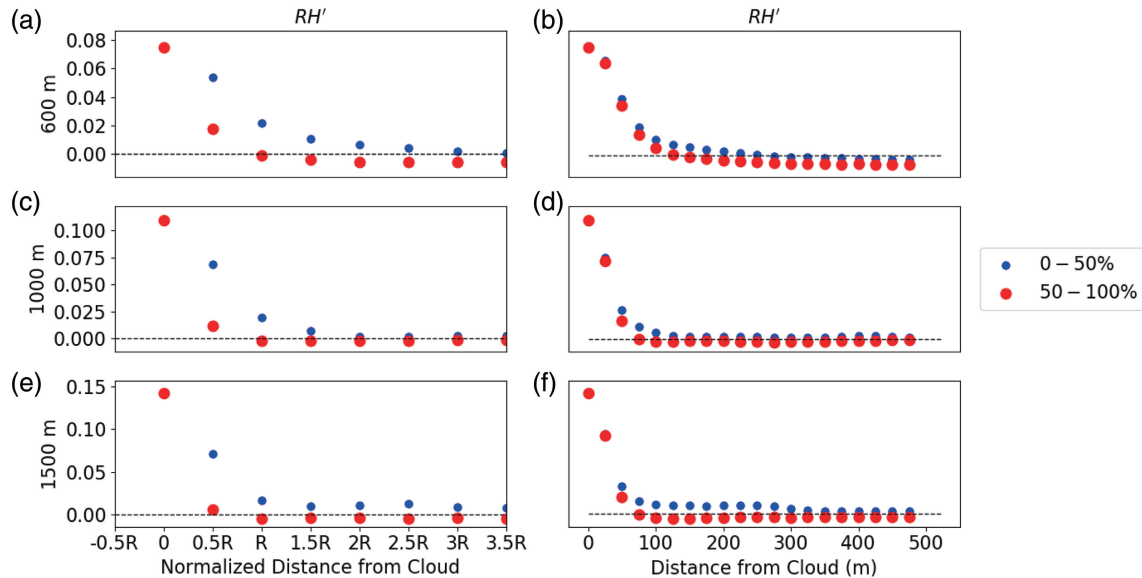 (a) RH′ (b) RH′
0.08
0.06
0.04
0.02
0.00
600 m
(c) (d)
0.100
0.075
0.050
0.025
0.000
1000 m
0 − 50%
50 − 100%
(e) (f)
0.15
0.10
0.05
0.00
1500 m
-0.5R 0 0.5R R 1.5R 2R 2.5R 3R 3.5R
Normalized Distance from Cloud
0 100 200 300 400 500
Distance from Cloud (m)